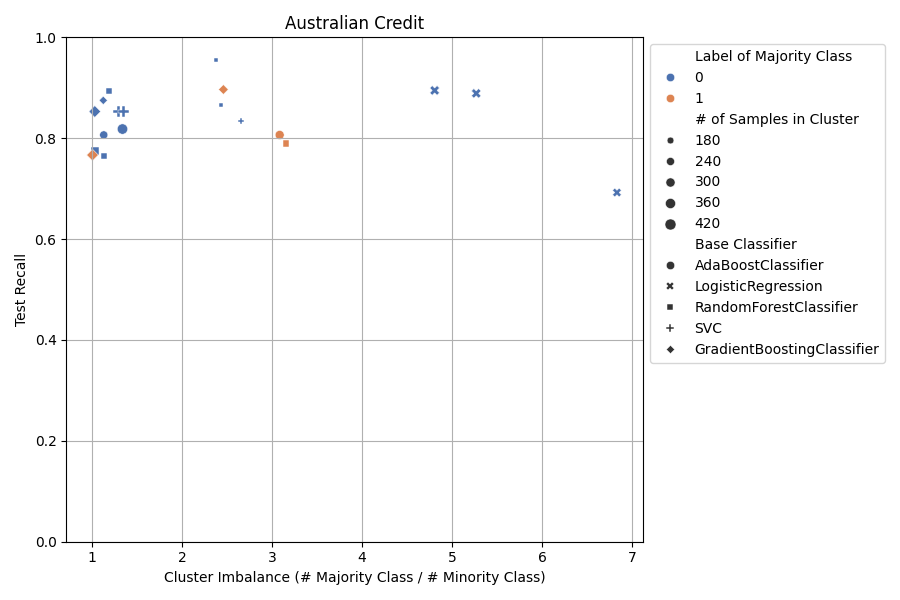 Australian Credit
1.0
0.8
0.6
0.4
0.2
0.0
Test Recall
1 2 3 4 5 6 7
Cluster Imbalance (# Majority Class / # Minority Class)
Label of Majority Class
0
1
# of Samples in Cluster
180
240
300
360
420
Base Classifier
AdaBoostClassifier
LogisticRegression
RandomForestClassifier
SVC
GradientBoostingClassifier